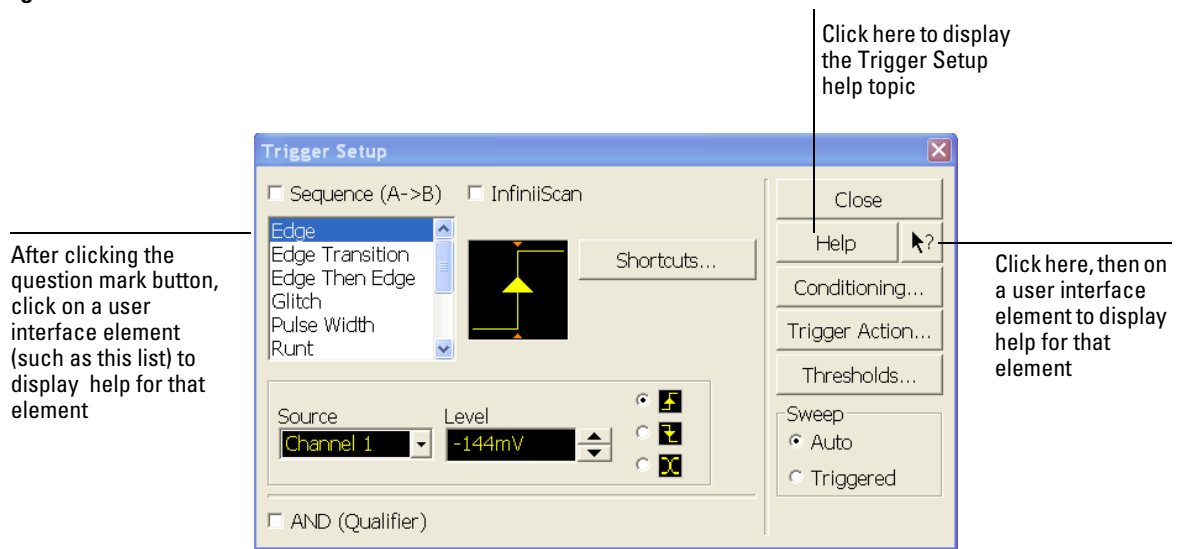 Click here to display
the Trigger Setup
help topic
Trigger Setup
Sequence (A->B)
InfiniiScan
Close
Edge
Edge Transition
Edge Then Edge
Glitch
Pulse Width
Runt
Shortcuts...
Help
?
Conditioning...
Trigger Action...
Thresholds...
After clicking the
question mark button,
click on a user
interface element
(such as this list) to
display help for that
element
Click here, then on
a user interface
element to display
help for that
element
Source
Level
Channel 1
-144mV
Sweep
Auto
Triggered
AND (Qualifier)